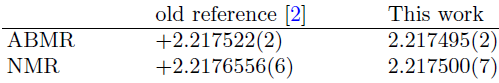 old reference [2] This work
ABMR +2.217522(2) 2.217495(2)
NMR +2.2176556(6) 2.217500(7)